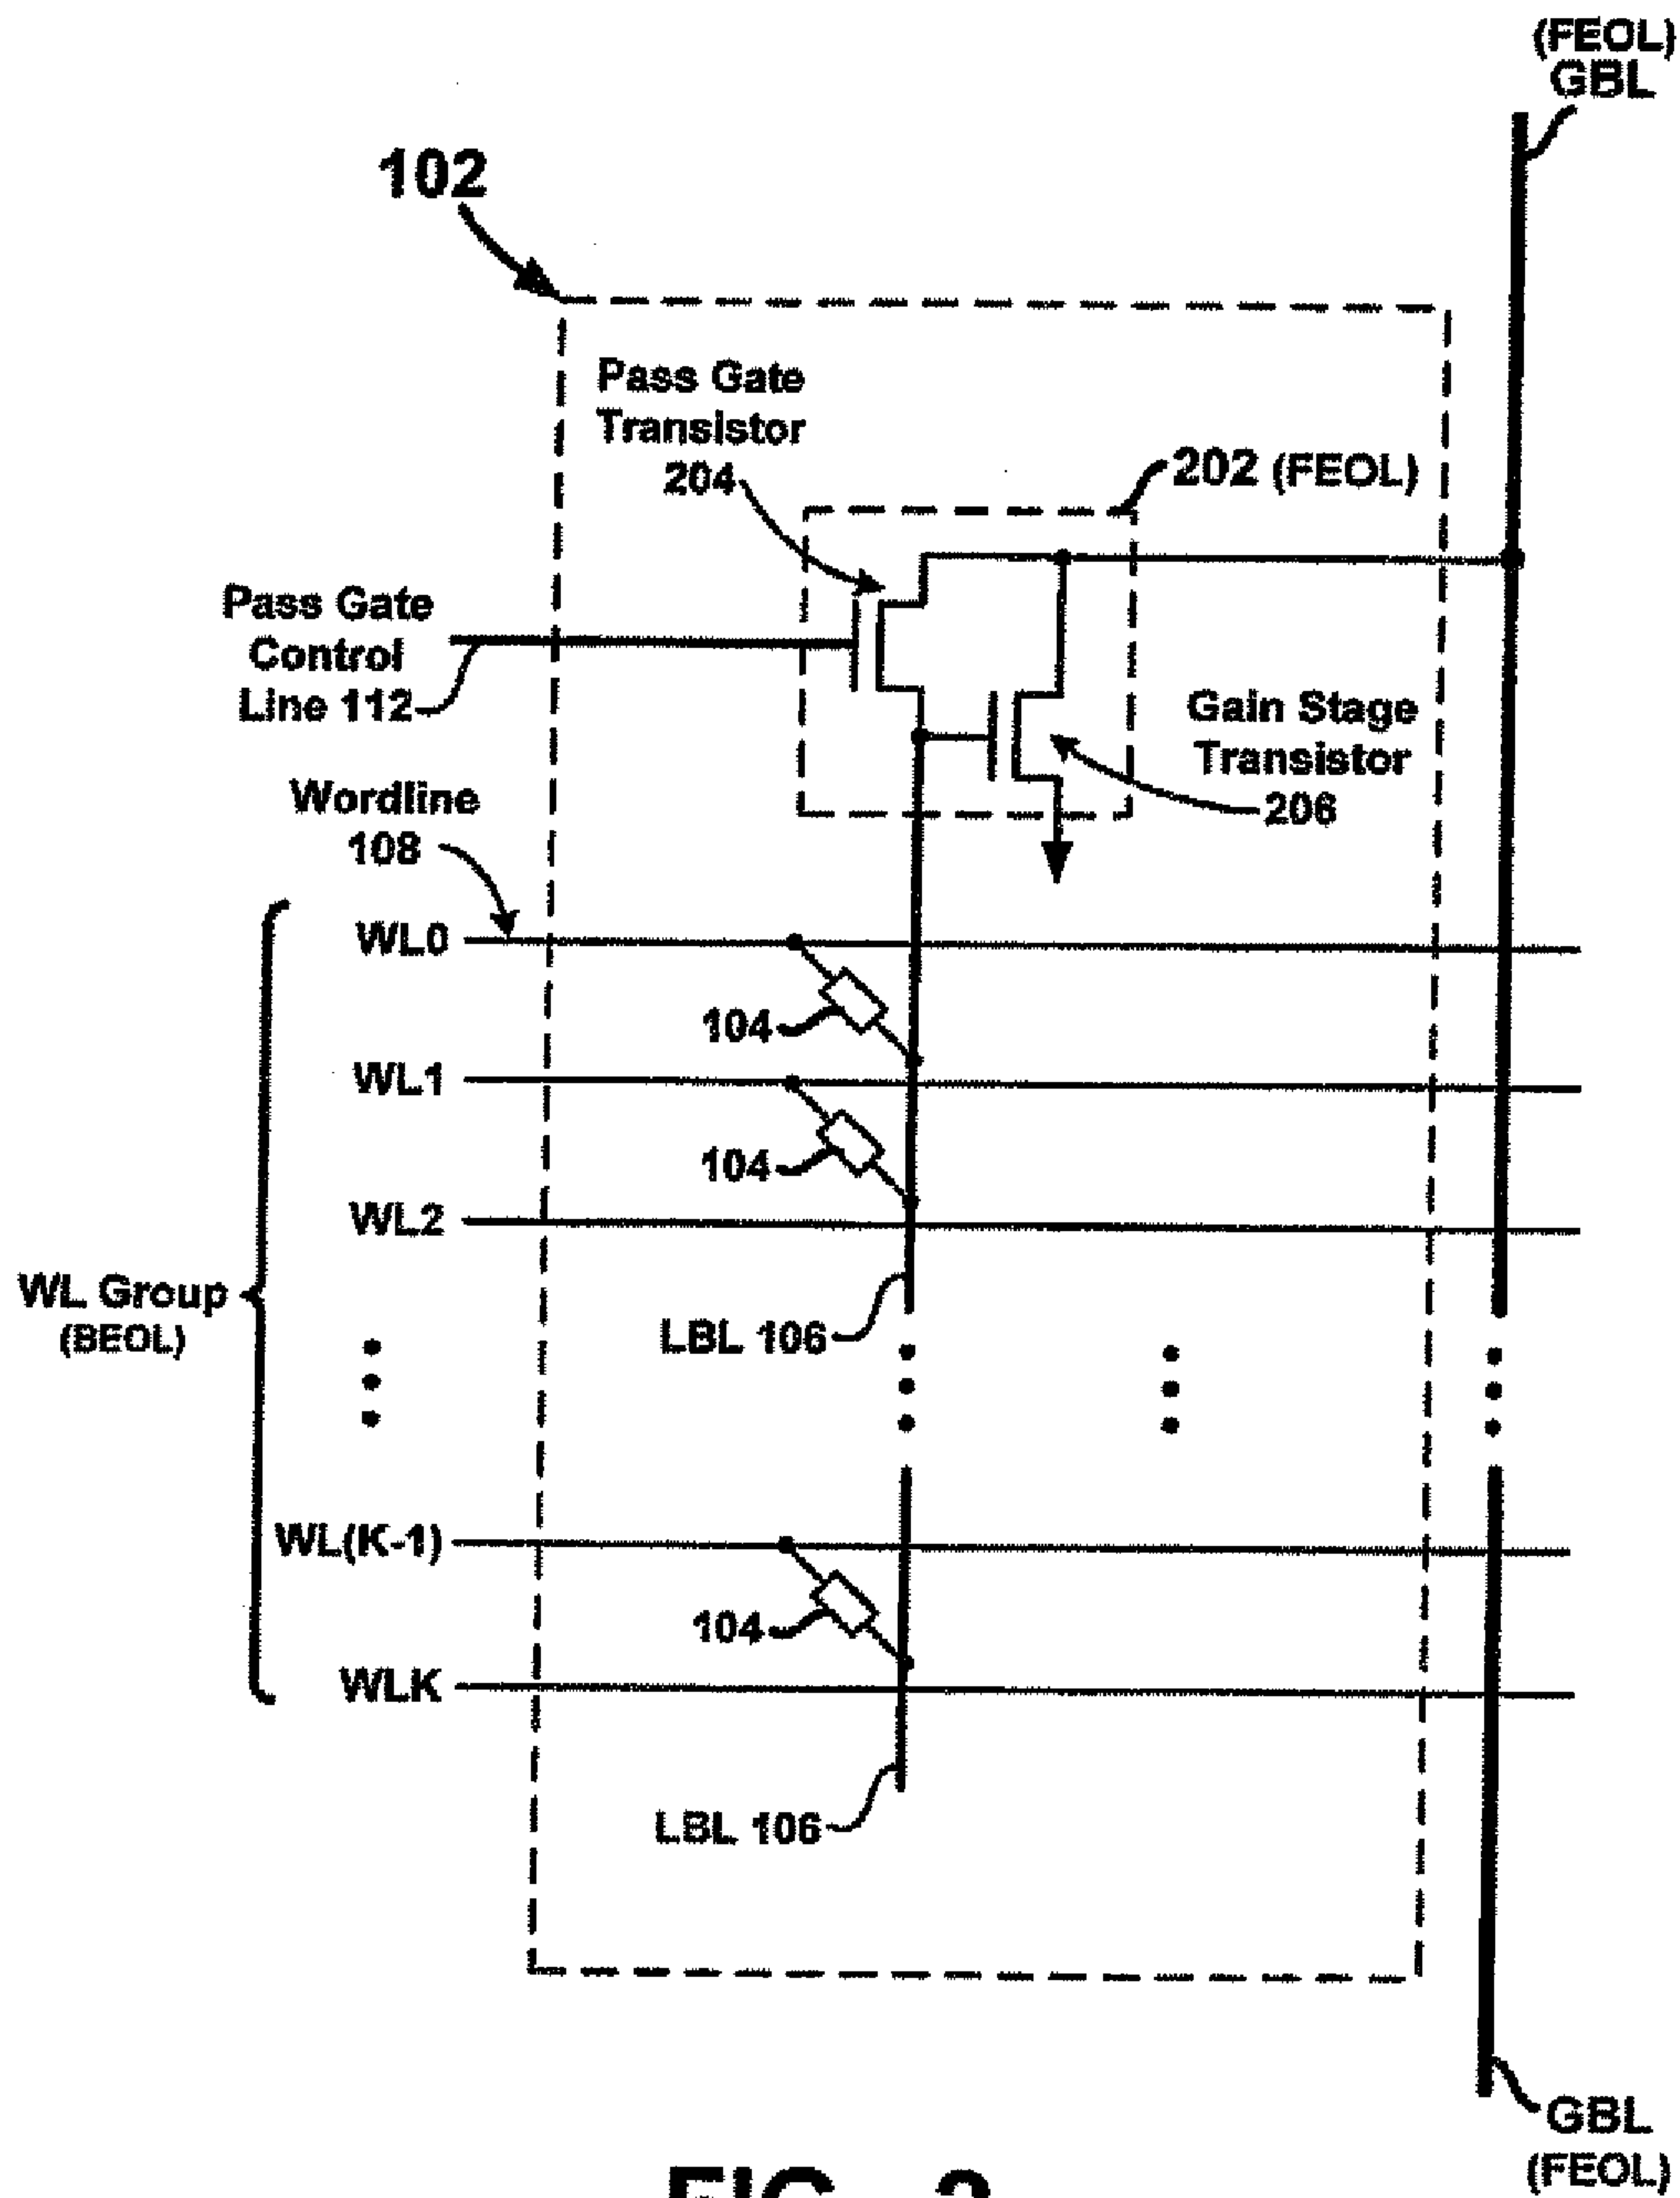 (FEOL)
GBL
102
Pass Gate
Transistor
204
202 (FEOL)
Pass Gate
Control
Line 112
Gain Stage
Transistor
206
Wordline
108
WL0
104
WL1
104
WL2
WL Group
(BEOL)
LBL 106
WL(K-1)
104
WLK
LBL 106
GBL
(FEOL)